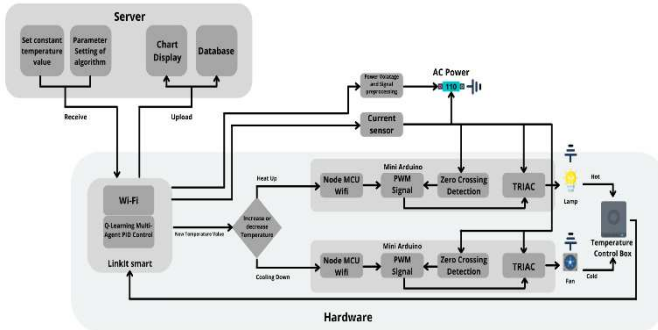 Server
Set constant
temperature
value
Parameter
Setting of
algorithm
Chart
Display
Database
Receive
Upload
Power
and Signal
preprocessing
AC Power
110
Current
sensor
Wi-Fi
Q-Learning Multi-
Agent PID Control
LinkIt smart
Temperature Value
Increase or
decrease
Temperature
Heat Up
Cooling Down
Mini Arduino
Node MCU
Wifi
PWM
Signal
Zero Crossing
Detection
TRIAC
Lamp
Hot
Mini Arduino
Node MCU
Wifi
PWM
Signal
Zero Crossing
Detection
TRIAC
Fan
Cold
Temperature
Control Box
Hardware